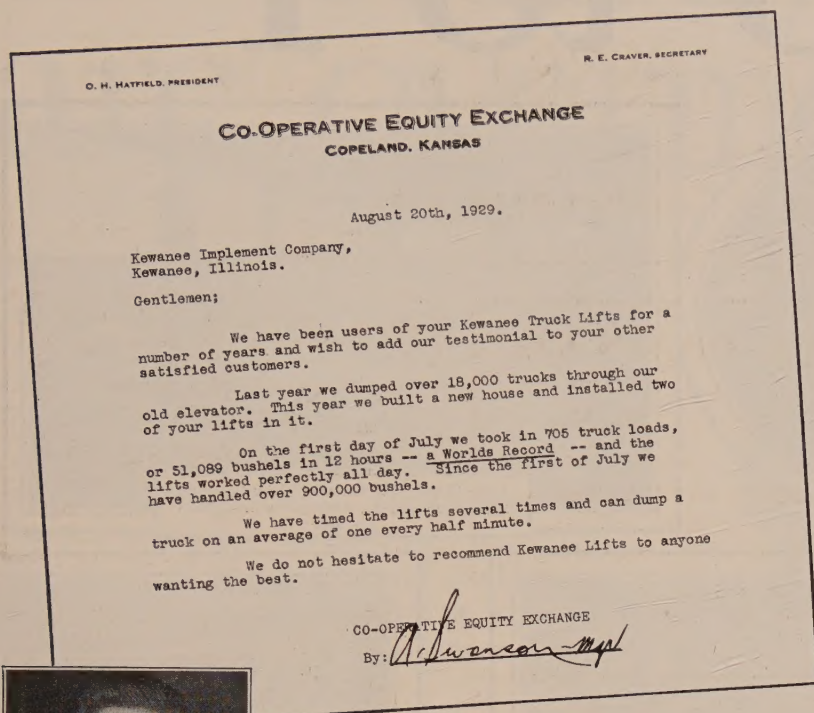 O. H. HATFIELD, PRESIDENT
R. E. CRAVER, SECRETARY
CO-OPERATIVE EQUITY EXCHANGE
COPELAND, KANSAS
August 20th, 1929.
Kewanee Implement Company,
Kewanee, Illinois.
Gentlemen;
We have been users of your Kewanee Truck Lifts for a
number of years and wish to add our testimonial to your other
satisfied customers.
Last year we dumped over 18,000 trucks through our
old elevator. This year we built a new house and installed two
of your lifts in it.
On the first day of July we took in 705 truck loads,
or 51,089 bushels in 12 hours -- a Worlds Record -- and the
lifts worked perfectly all day. Since the first of July we
have handled over 900,000 bushels.
We have timed the lifts several times and can dump a
truck on an average of one every half minute.
We do not hesitate to recommend Kewanee Lifts to anyone
wanting the best.
CO-OPERATIVE EQUITY EXCHANGE
By: A. Swanson - Mgr